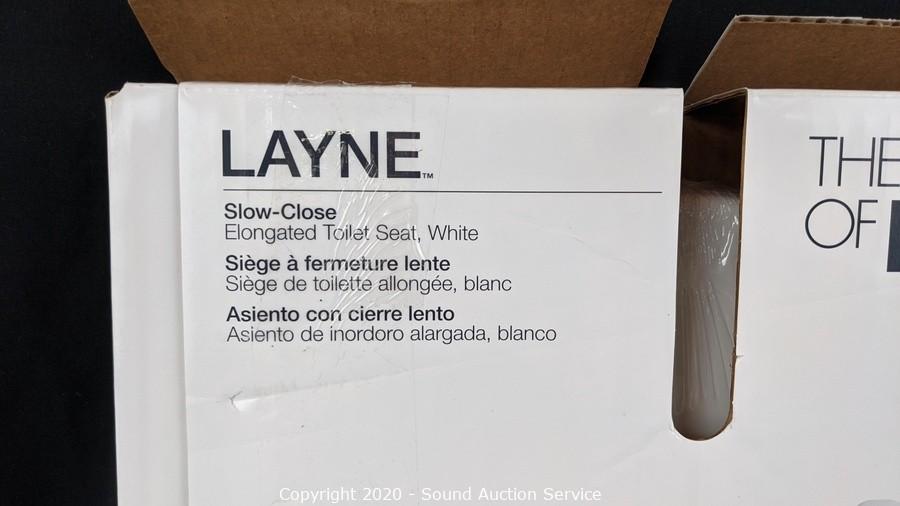 LAYNE™
Slow-Close
Elongated Toilet Seat, White
Siège à fermeture lente
Siège de toilette allongée, blanc
Asiento con cierre lento
Asiento de inordoro alargada, blanco
THE
OF
Copyright 2020 - Sound Auction Service